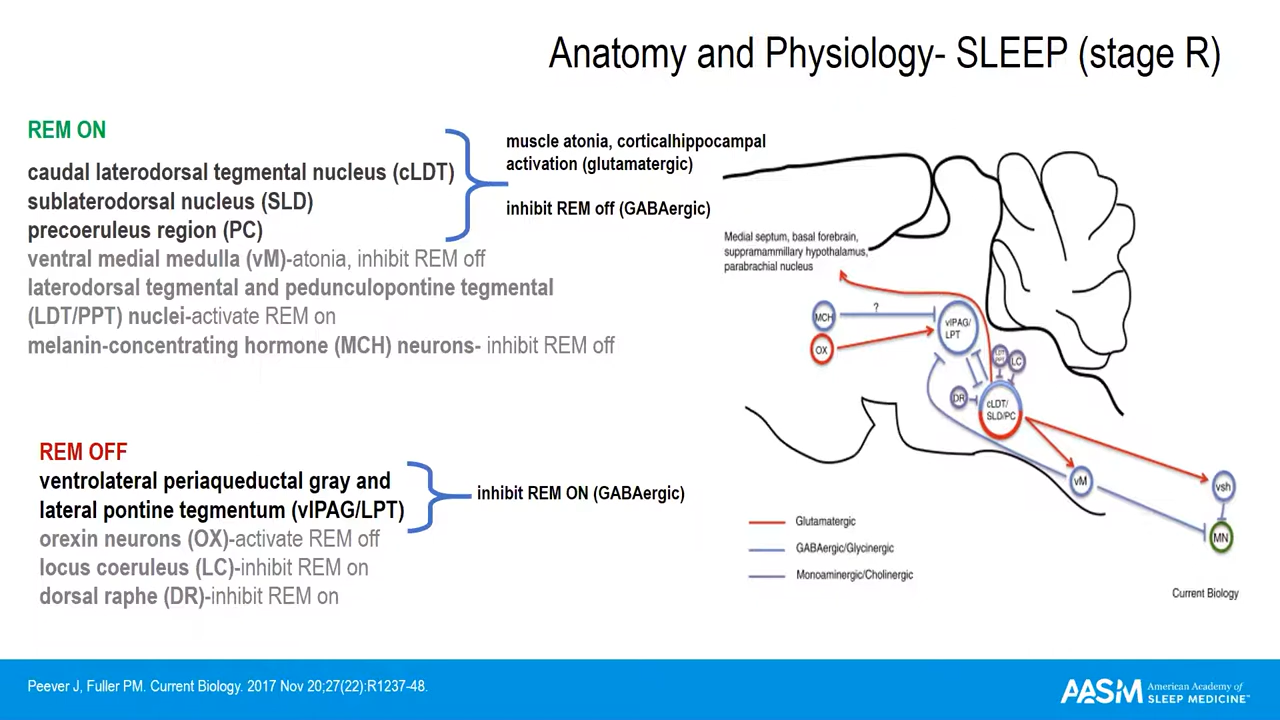 Anatomy and Physiology- SLEEP (stage R)
REM ON
caudal laterodorsal tegmental nucleus (cLDT)
sublaterodorsal nucleus (SLD)
precoeruleus region (PC)
ventral medial medulla (vM)-atonia, inhibit REM off
laterodorsal tegmental and pedunculopontine tegmental
(LDT/PPT) nuclei-activate REM on
melanin-concentrating hormone (MCH) neurons- inhibit REM off
muscle atonia, corticalhippocampal
activation (glutamatergic)
inhibit REM off (GABAergic)
REM OFF
ventrolateral periaqueductal gray and
lateral pontine tegmentum (vlPAG/LPT)
orexin neurons (OX)-activate REM off
locus coeruleus (LC)-inhibit REM on
dorsal raphe (DR)-inhibit REM on
inhibit REM ON (GABAergic)
Medial septum, basal forebrain,
supramammillary hypothalamus,
parabrachial nucleus
MCH
?
OX
vlPAG/
LPT
LC
DR
cLDT/
SLD/PC
vM
vsh
MN
Glutamatergic
GABAergic/Glycinergic
Monoaminergic/Cholinergic
Current Biology
Peever J, Fuller PM. Current Biology. 2017 Nov 20;27(22):R1237-48.
AASM
American Academy of
SLEEP MEDICINE™